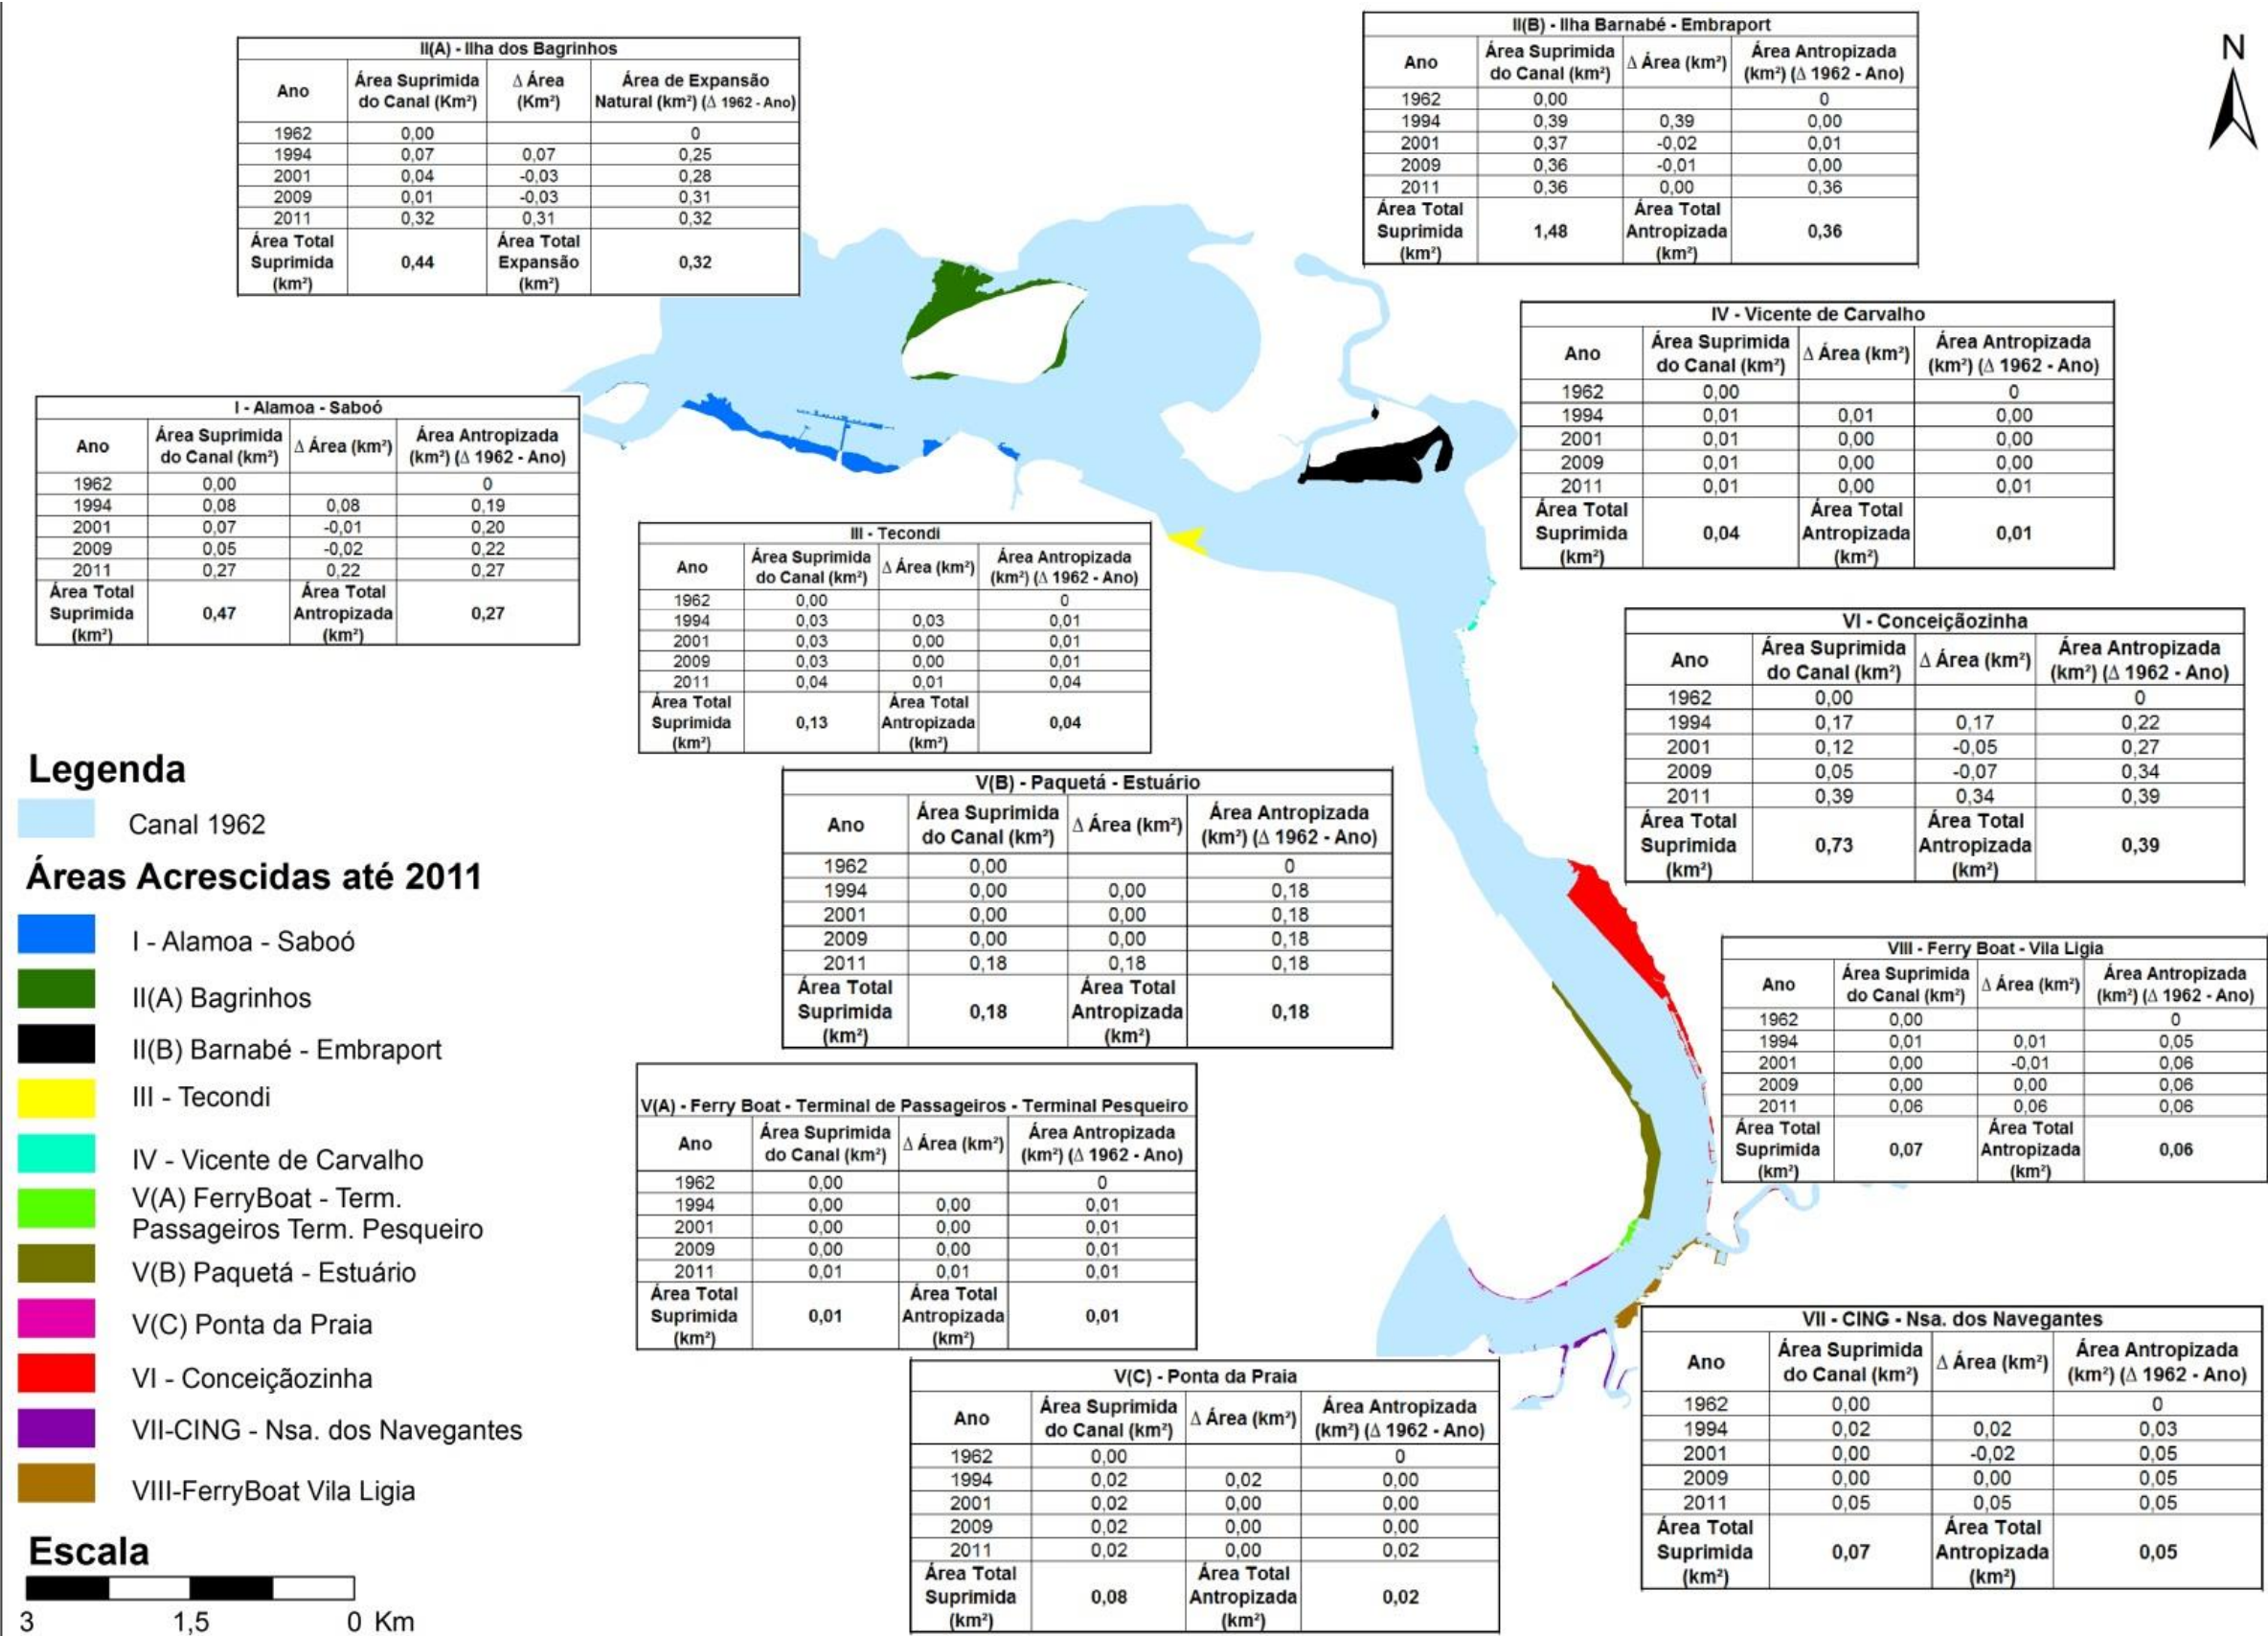 II(A) - Ilha dos Bagrinhos
Ano Área Suprimida do Canal (Km²) Δ Área (Km²) Área de Expansão Natural (km²) (Δ 1962 - Ano)
1962 0,00 0
1994 0,07 0,07 0,25
2001 0,04 -0,03 0,28
2009 0,01 -0,03 0,31
2011 0,32 0,31 0,32
Área Total Suprimida (km²) 0,44 Área Total Expansão (km²) 0,32
II(B) - Ilha Barnabé - Embraport
Ano Área Suprimida do Canal (km²) Δ Área (km²) Área Antropizada (km²) (Δ 1962 - Ano)
1962 0,00 0
1994 0,39 0,39 0,00
2001 0,37 -0,02 0,01
2009 0,36 -0,01 0,00
2011 0,36 0,00 0,36
Área Total Suprimida (km²) 1,48 Área Total Antropizada (km²) 0,36
N
IV - Vicente de Carvalho
Ano Área Suprimida do Canal (km²) Δ Área (km²) Área Antropizada (km²) (Δ 1962 - Ano)
1962 0,00 0
1994 0,01 0,01 0,00
2001 0,01 0,00 0,00
2009 0,01 0,00 0,00
2011 0,01 0,00 0,01
Área Total Suprimida (km²) 0,04 Área Total Antropizada (km²) 0,01
I - Alamoa - Saboó
Ano Área Suprimida do Canal (km²) Δ Área (km²) Área Antropizada (km²) (Δ 1962 - Ano)
1962 0,00 0
1994 0,08 0,08 0,19
2001 0,07 -0,01 0,20
2009 0,05 -0,02 0,22
2011 0,27 0,22 0,27
Área Total Suprimida (km²) 0,47 Área Total Antropizada (km²) 0,27
III - Tecondi
Ano Área Suprimida do Canal (km²) Δ Área (km²) Área Antropizada (km²) (Δ 1962 - Ano)
1962 0,00 0
1994 0,03 0,03 0,01
2001 0,03 0,00 0,01
2009 0,03 0,00 0,01
2011 0,04 0,01 0,04
Área Total Suprimida (km²) 0,13 Área Total Antropizada (km²) 0,04
VI - Conceiçãozinha
Ano Área Suprimida do Canal (km²) Δ Área (km²) Área Antropizada (km²) (Δ 1962 - Ano)
1962 0,00 0
1994 0,17 0,17 0,22
2001 0,12 -0,05 0,27
2009 0,05 -0,07 0,34
2011 0,39 0,34 0,39
Área Total Suprimida (km²) 0,73 Área Total Antropizada (km²) 0,39
V(B) - Paquetá - Estuário
Ano Área Suprimida do Canal (km²) Δ Área (km²) Área Antropizada (km²) (Δ 1962 - Ano)
1962 0,00 0
1994 0,00 0,00 0,18
2001 0,00 0,00 0,18
2009 0,00 0,00 0,18
2011 0,18 0,18 0,18
Área Total Suprimida (km²) 0,18 Área Total Antropizada (km²) 0,18
VIII - Ferry Boat - Vila Ligia
Ano Área Suprimida do Canal (km²) Δ Área (km²) Área Antropizada (km²) (Δ 1962 - Ano)
1962 0,00 0
1994 0,01 0,01 0,05
2001 0,00 -0,01 0,06
2009 0,00 0,00 0,06
2011 0,06 0,06 0,06
Área Total Suprimida (km²) 0,07 Área Total Antropizada (km²) 0,06
V(A) - Ferry Boat - Terminal de Passageiros - Terminal Pesqueiro
Ano Área Suprimida do Canal (km²) Δ Área (km²) Área Antropizada (km²) (Δ 1962 - Ano)
1962 0,00 0
1994 0,00 0,00 0,01
2001 0,00 0,00 0,01
2009 0,00 0,00 0,01
2011 0,01 0,01 0,01
Área Total Suprimida (km²) 0,01 Área Total Antropizada (km²) 0,01
VII - CING - Nsa. dos Navegantes
Ano Área Suprimida do Canal (km²) Δ Área (km²) Área Antropizada (km²) (Δ 1962 - Ano)
1962 0,00 0
1994 0,02 0,02 0,03
2001 0,00 -0,02 0,05
2009 0,00 0,00 0,05
2011 0,05 0,05 0,05
Área Total Suprimida (km²) 0,07 Área Total Antropizada (km²) 0,05
V(C) - Ponta da Praia
Ano Área Suprimida do Canal (km²) Δ Área (km²) Área Antropizada (km²) (Δ 1962 - Ano)
1962 0,00 0
1994 0,02 0,02 0,00
2001 0,02 0,00 0,00
2009 0,02 0,00 0,00
2011 0,02 0,00 0,02
Área Total Suprimida (km²) 0,08 Área Total Antropizada (km²) 0,02
Legenda
Canal 1962
Áreas Acrescidas até 2011
I - Alamoa - Saboó
II(A) Bagrinhos
II(B) Barnabé - Embraport
III - Tecondi
IV - Vicente de Carvalho
V(A) FerryBoat - Term.
Passageiros Term. Pesqueiro
V(B) Paquetá - Estuário
V(C) Ponta da Praia
VI - Conceiçãozinha
VII-CING - Nsa. dos Navegantes
VIII-FerryBoat Vila Ligia
Escala
3 1,5 0 Km